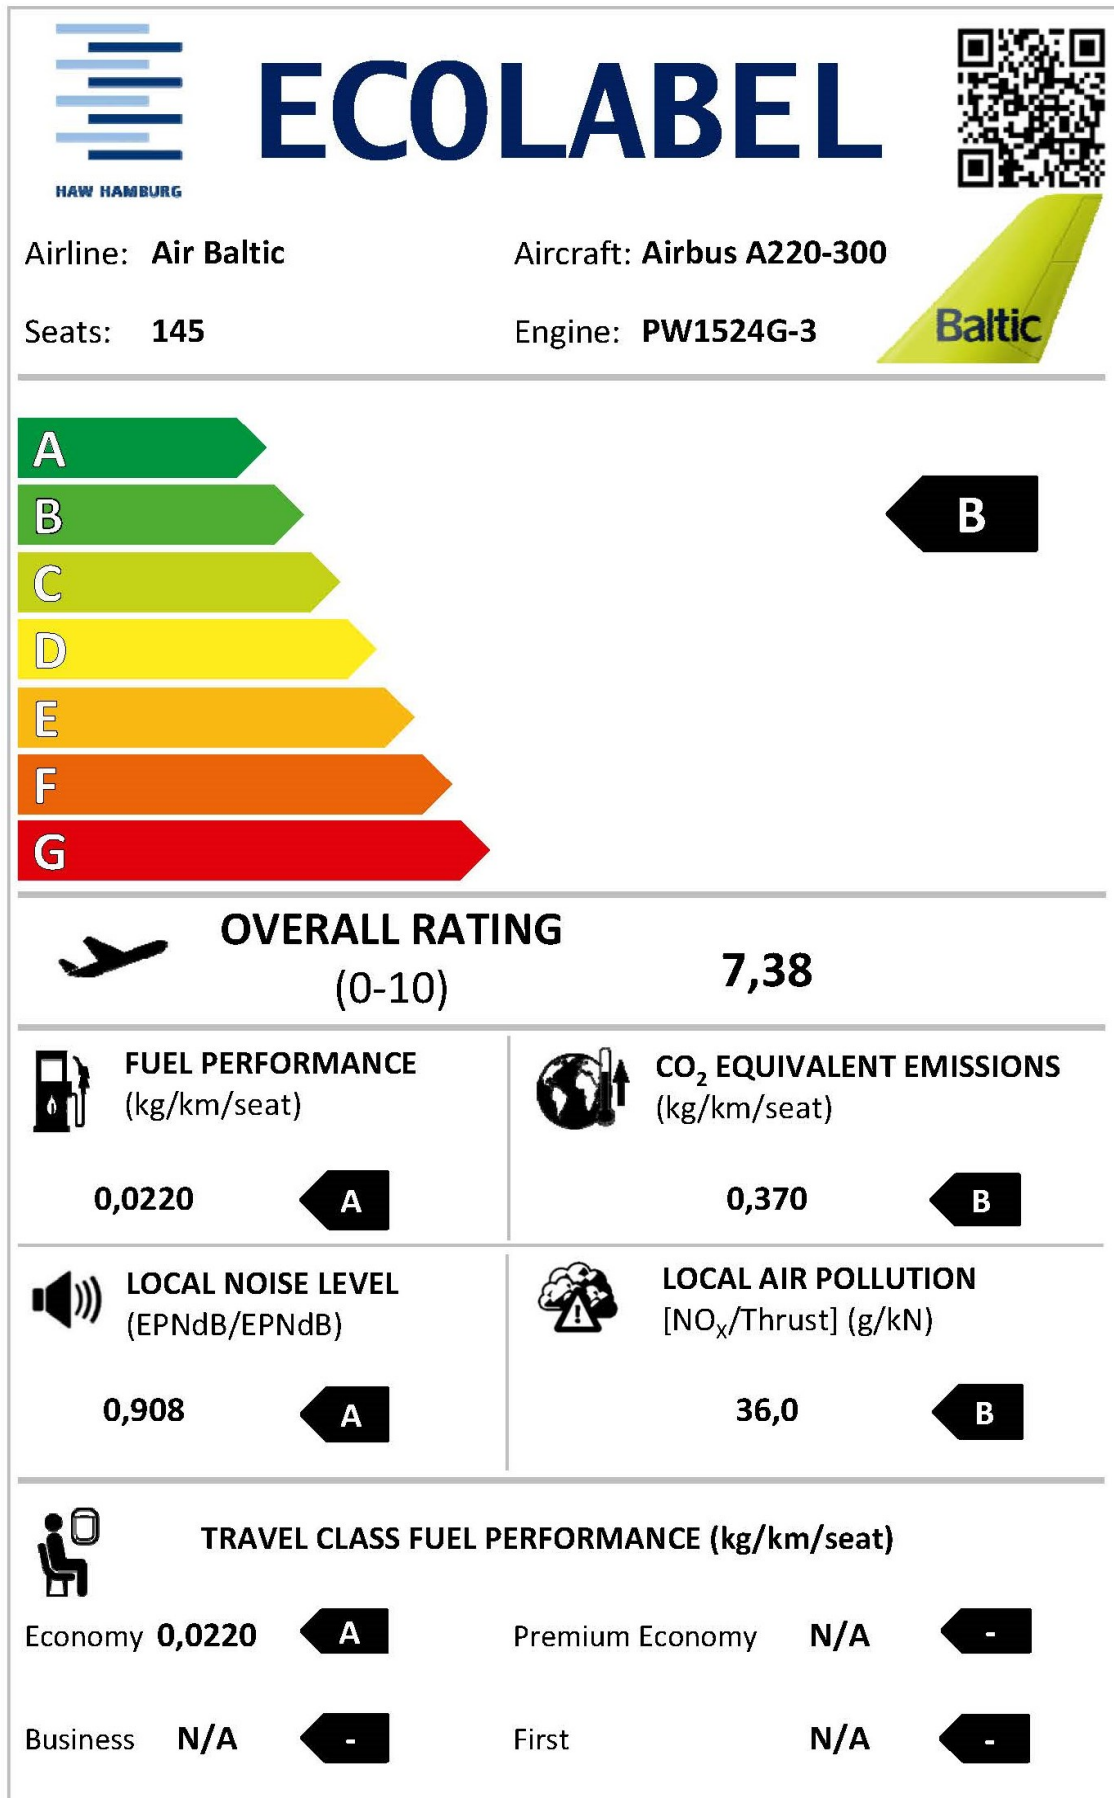 HAW HAMBURG
ECOLABEL
Airline: Air Baltic
Aircraft: Airbus A220-300
Seats: 145
Engine: PW1524G-3
Baltic
A
B
B
C
D
E
F
G
OVERALL RATING
(0-10)
7,38
FUEL PERFORMANCE
(kg/km/seat)
0,0220 A
CO₂ EQUIVALENT EMISSIONS
(kg/km/seat)
0,370 B
LOCAL NOISE LEVEL
(EPNdB/EPNdB)
0,908 A
LOCAL AIR POLLUTION
[NOₓ/Thrust] (g/kN)
36,0 B
TRAVEL CLASS FUEL PERFORMANCE (kg/km/seat)
Economy 0,0220 A
Premium Economy N/A -
Business N/A -
First N/A -